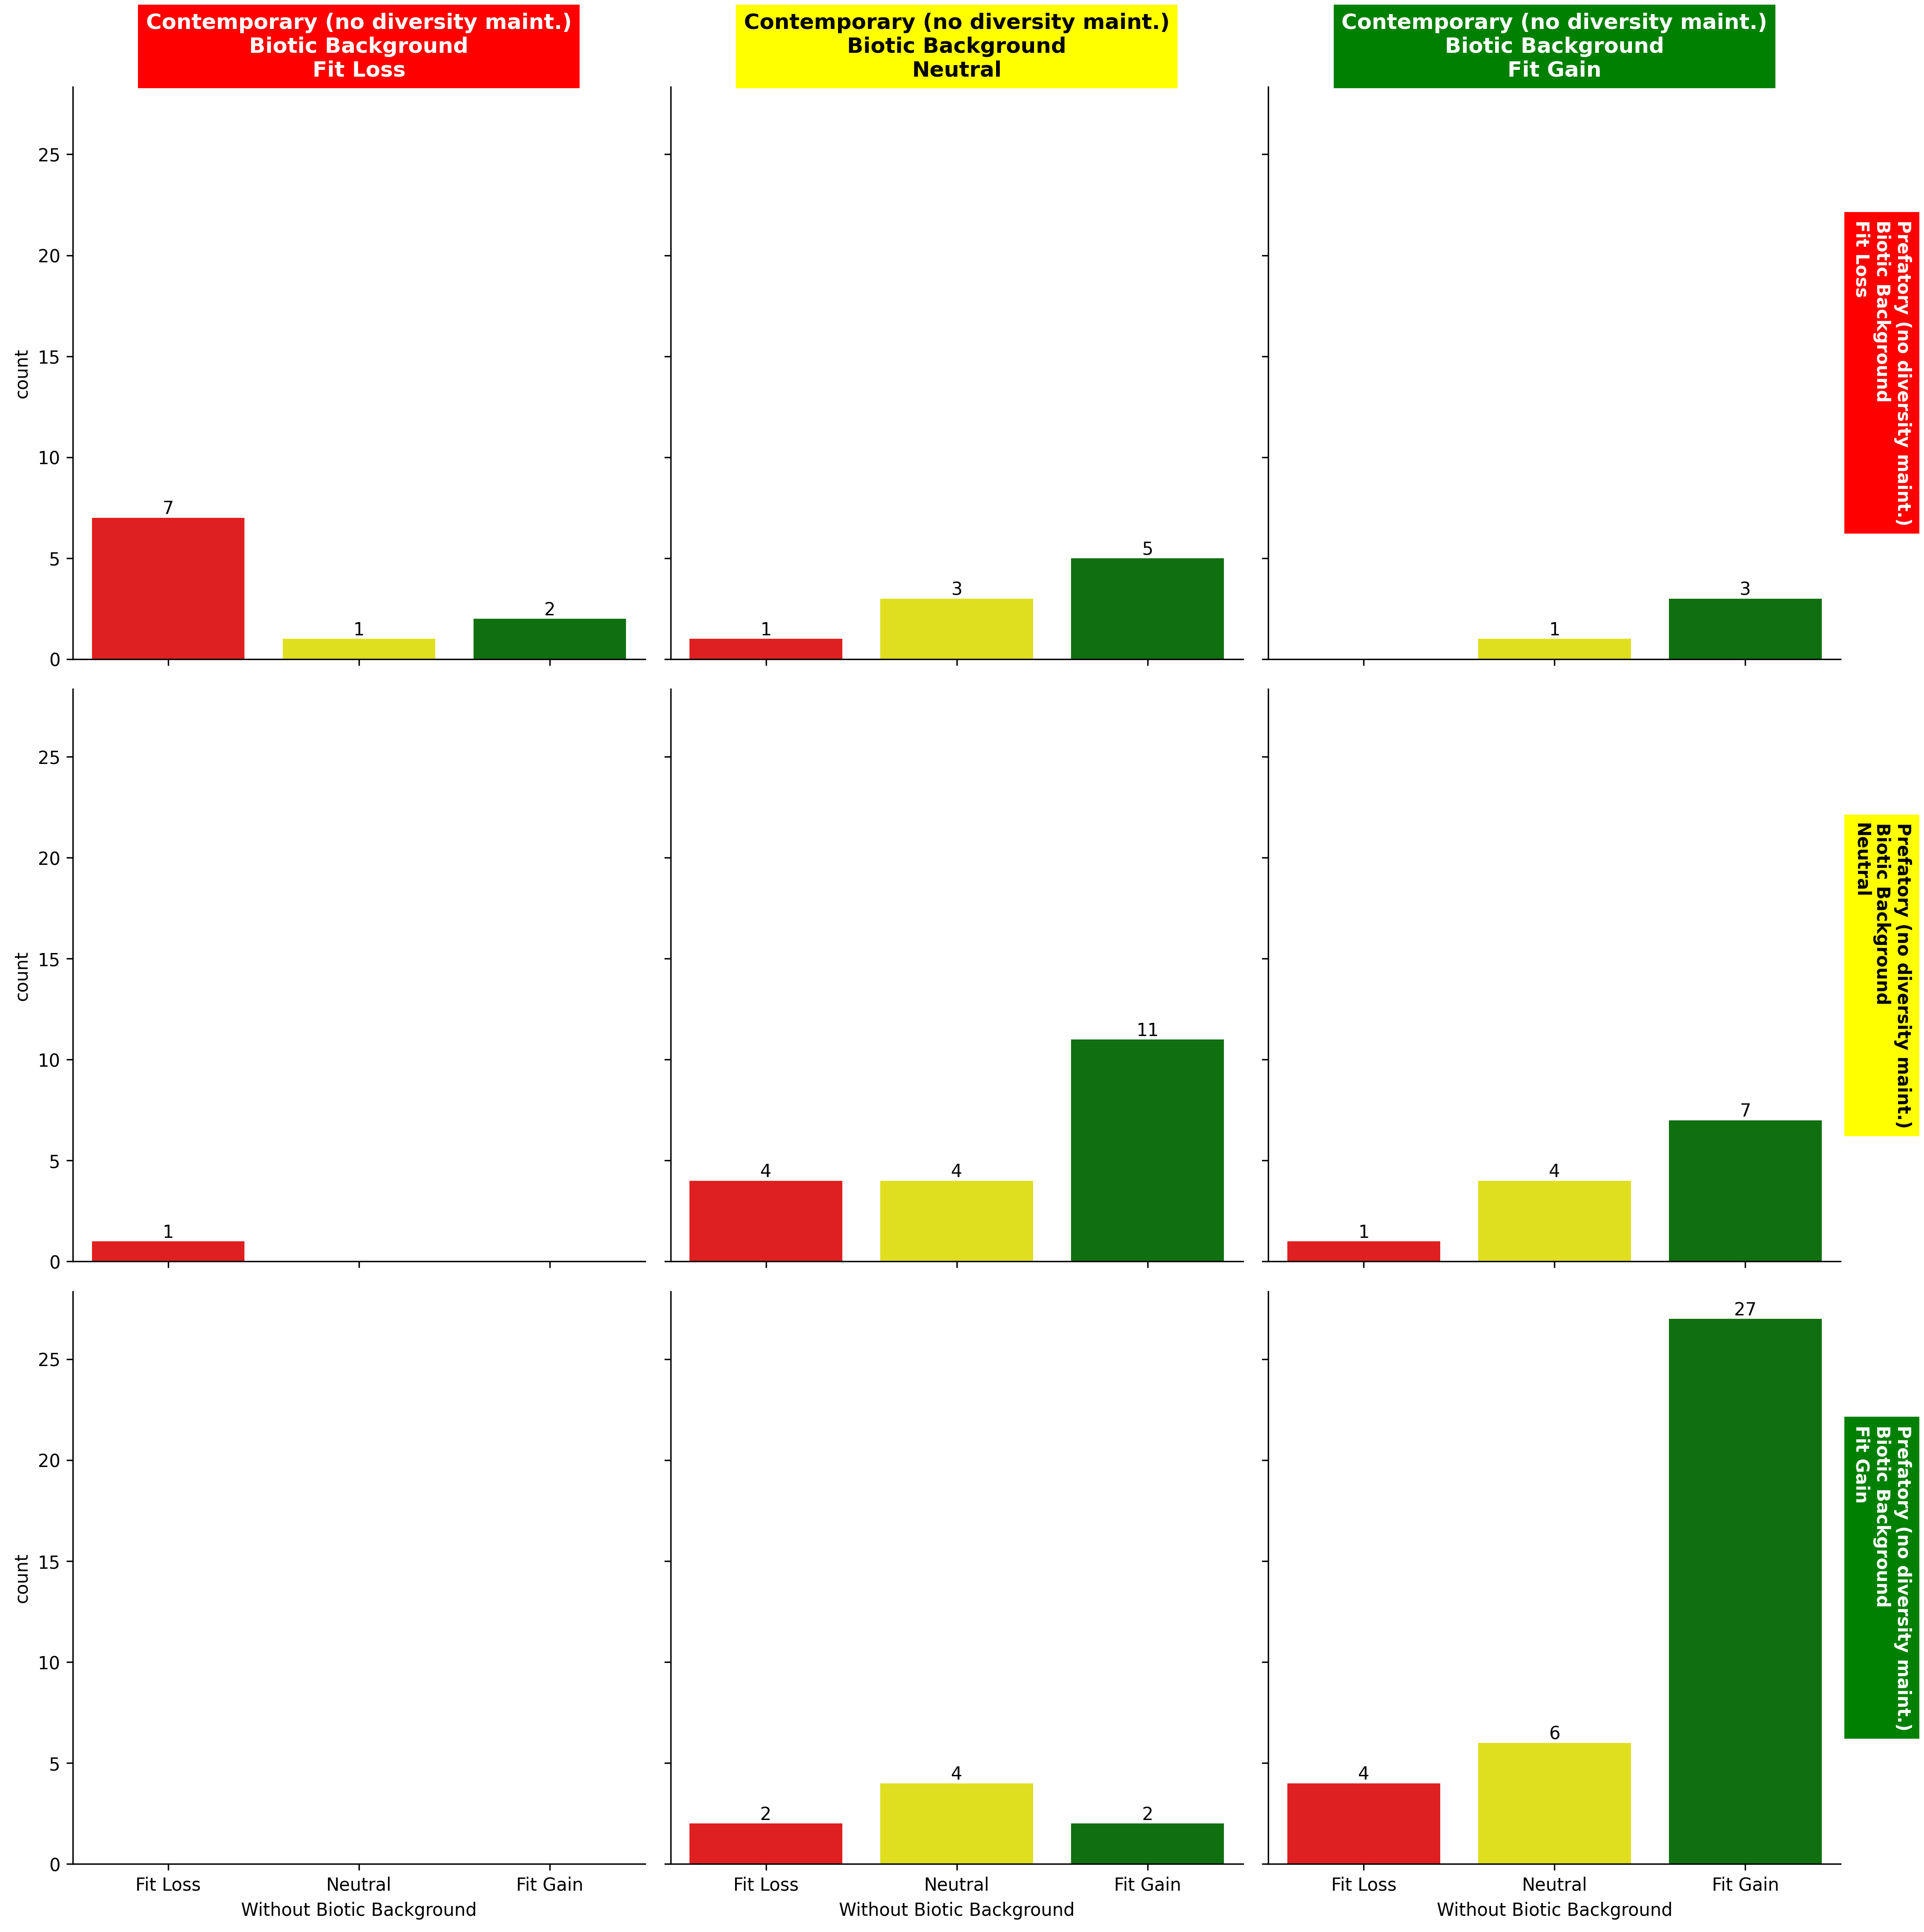 Contemporary (no diversity maint.)
Biotic Background
Fit Loss
Contemporary (no diversity maint.)
Biotic Background
Neutral
Contemporary (no diversity maint.)
Biotic Background
Fit Gain
25
20
15
10
5
0
count
7
1
2
1
3
5
1
3
Prefatory (no diversity maint.)
Biotic Background
Fit Loss
25
20
15
10
5
0
count
1
4
4
11
1
4
7
Prefatory (no diversity maint.)
Biotic Background
Neutral
25
20
15
10
5
0
count
2
4
2
4
6
27
Prefatory (no diversity maint.)
Biotic Background
Fit Gain
Fit Loss Neutral Fit Gain
Without Biotic Background
Fit Loss Neutral Fit Gain
Without Biotic Background
Fit Loss Neutral Fit Gain
Without Biotic Background